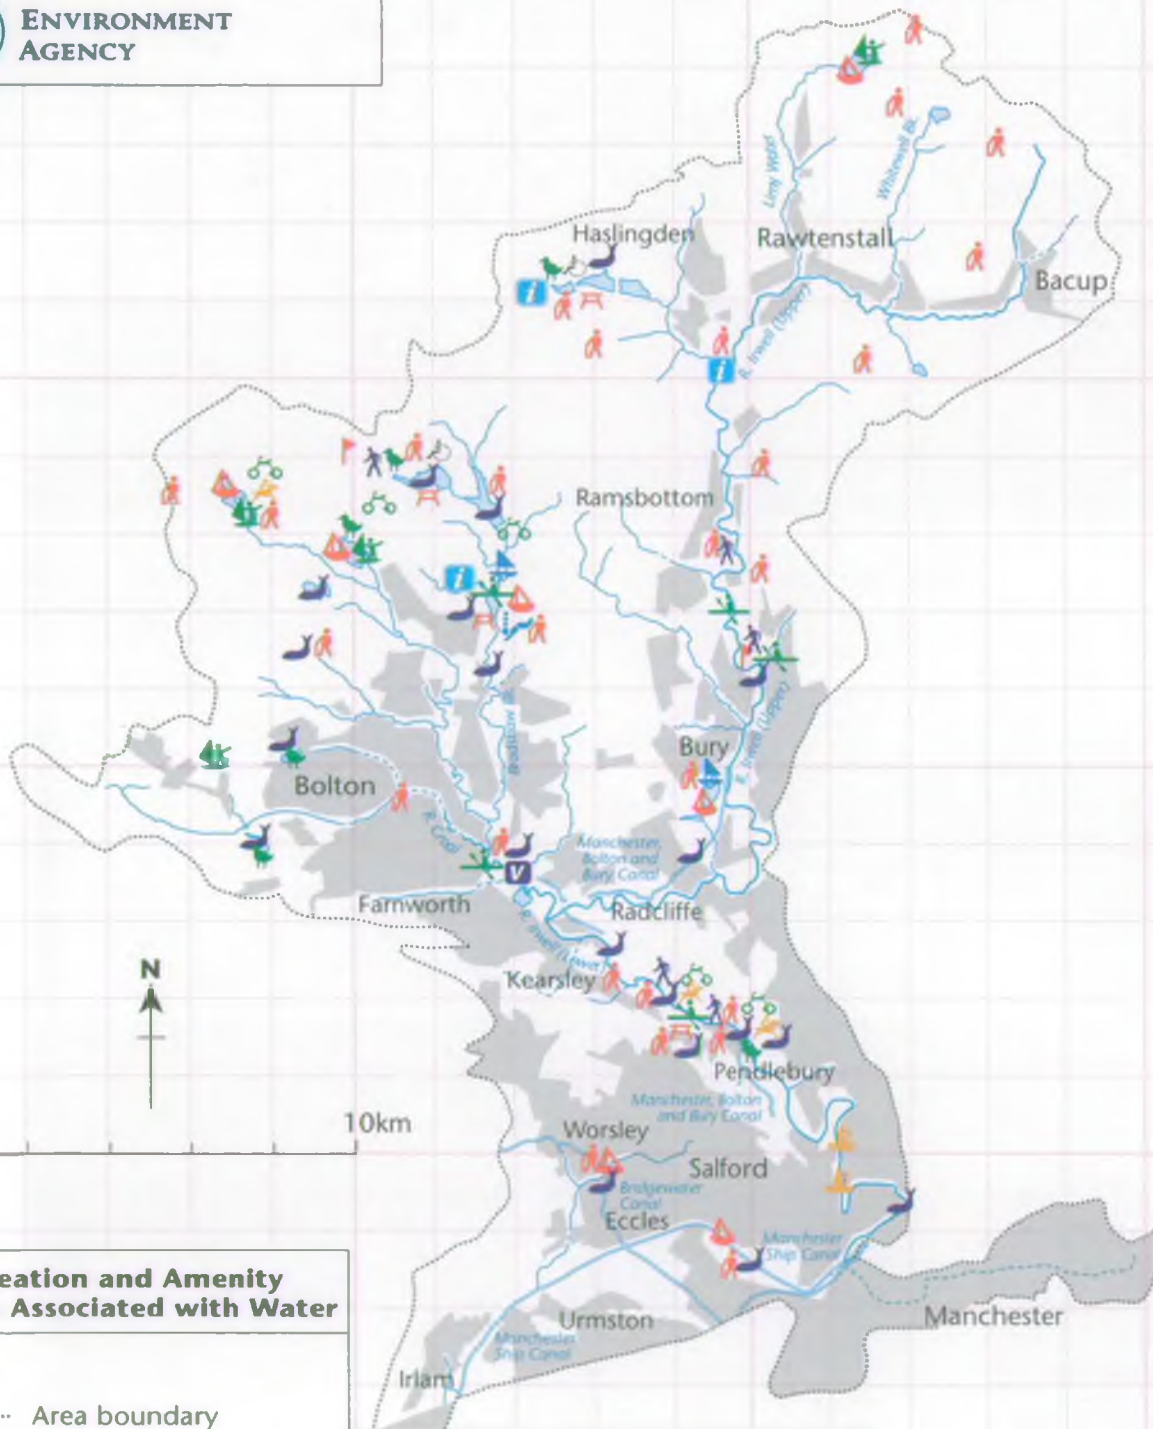 ENVIRONMENT
AGENCY
Limy Water
Whitewell Br.
Haslingden
Rawtenstall
Bacup
i
R. Irwell (Upper)
i
Ramsbottom
i
Bradshaw Br.
R. Irwell (Upper)
Bury
Bolton
R. Croal
Manchester,
Bolton and
Bury Canal
V
Farnworth
Radcliffe
R. Irwell (Lower)
N
Kearsley
Pendlebury
Manchester, Bolton
and Bury Canal
10km
Worsley
Salford
Bridgewater
Canal
Eccles
Manchester
Ship Canal
eation and Amenity
Associated with Water
Urmston
Manchester
Manchester
Ship Canal
Irlam
Area boundary